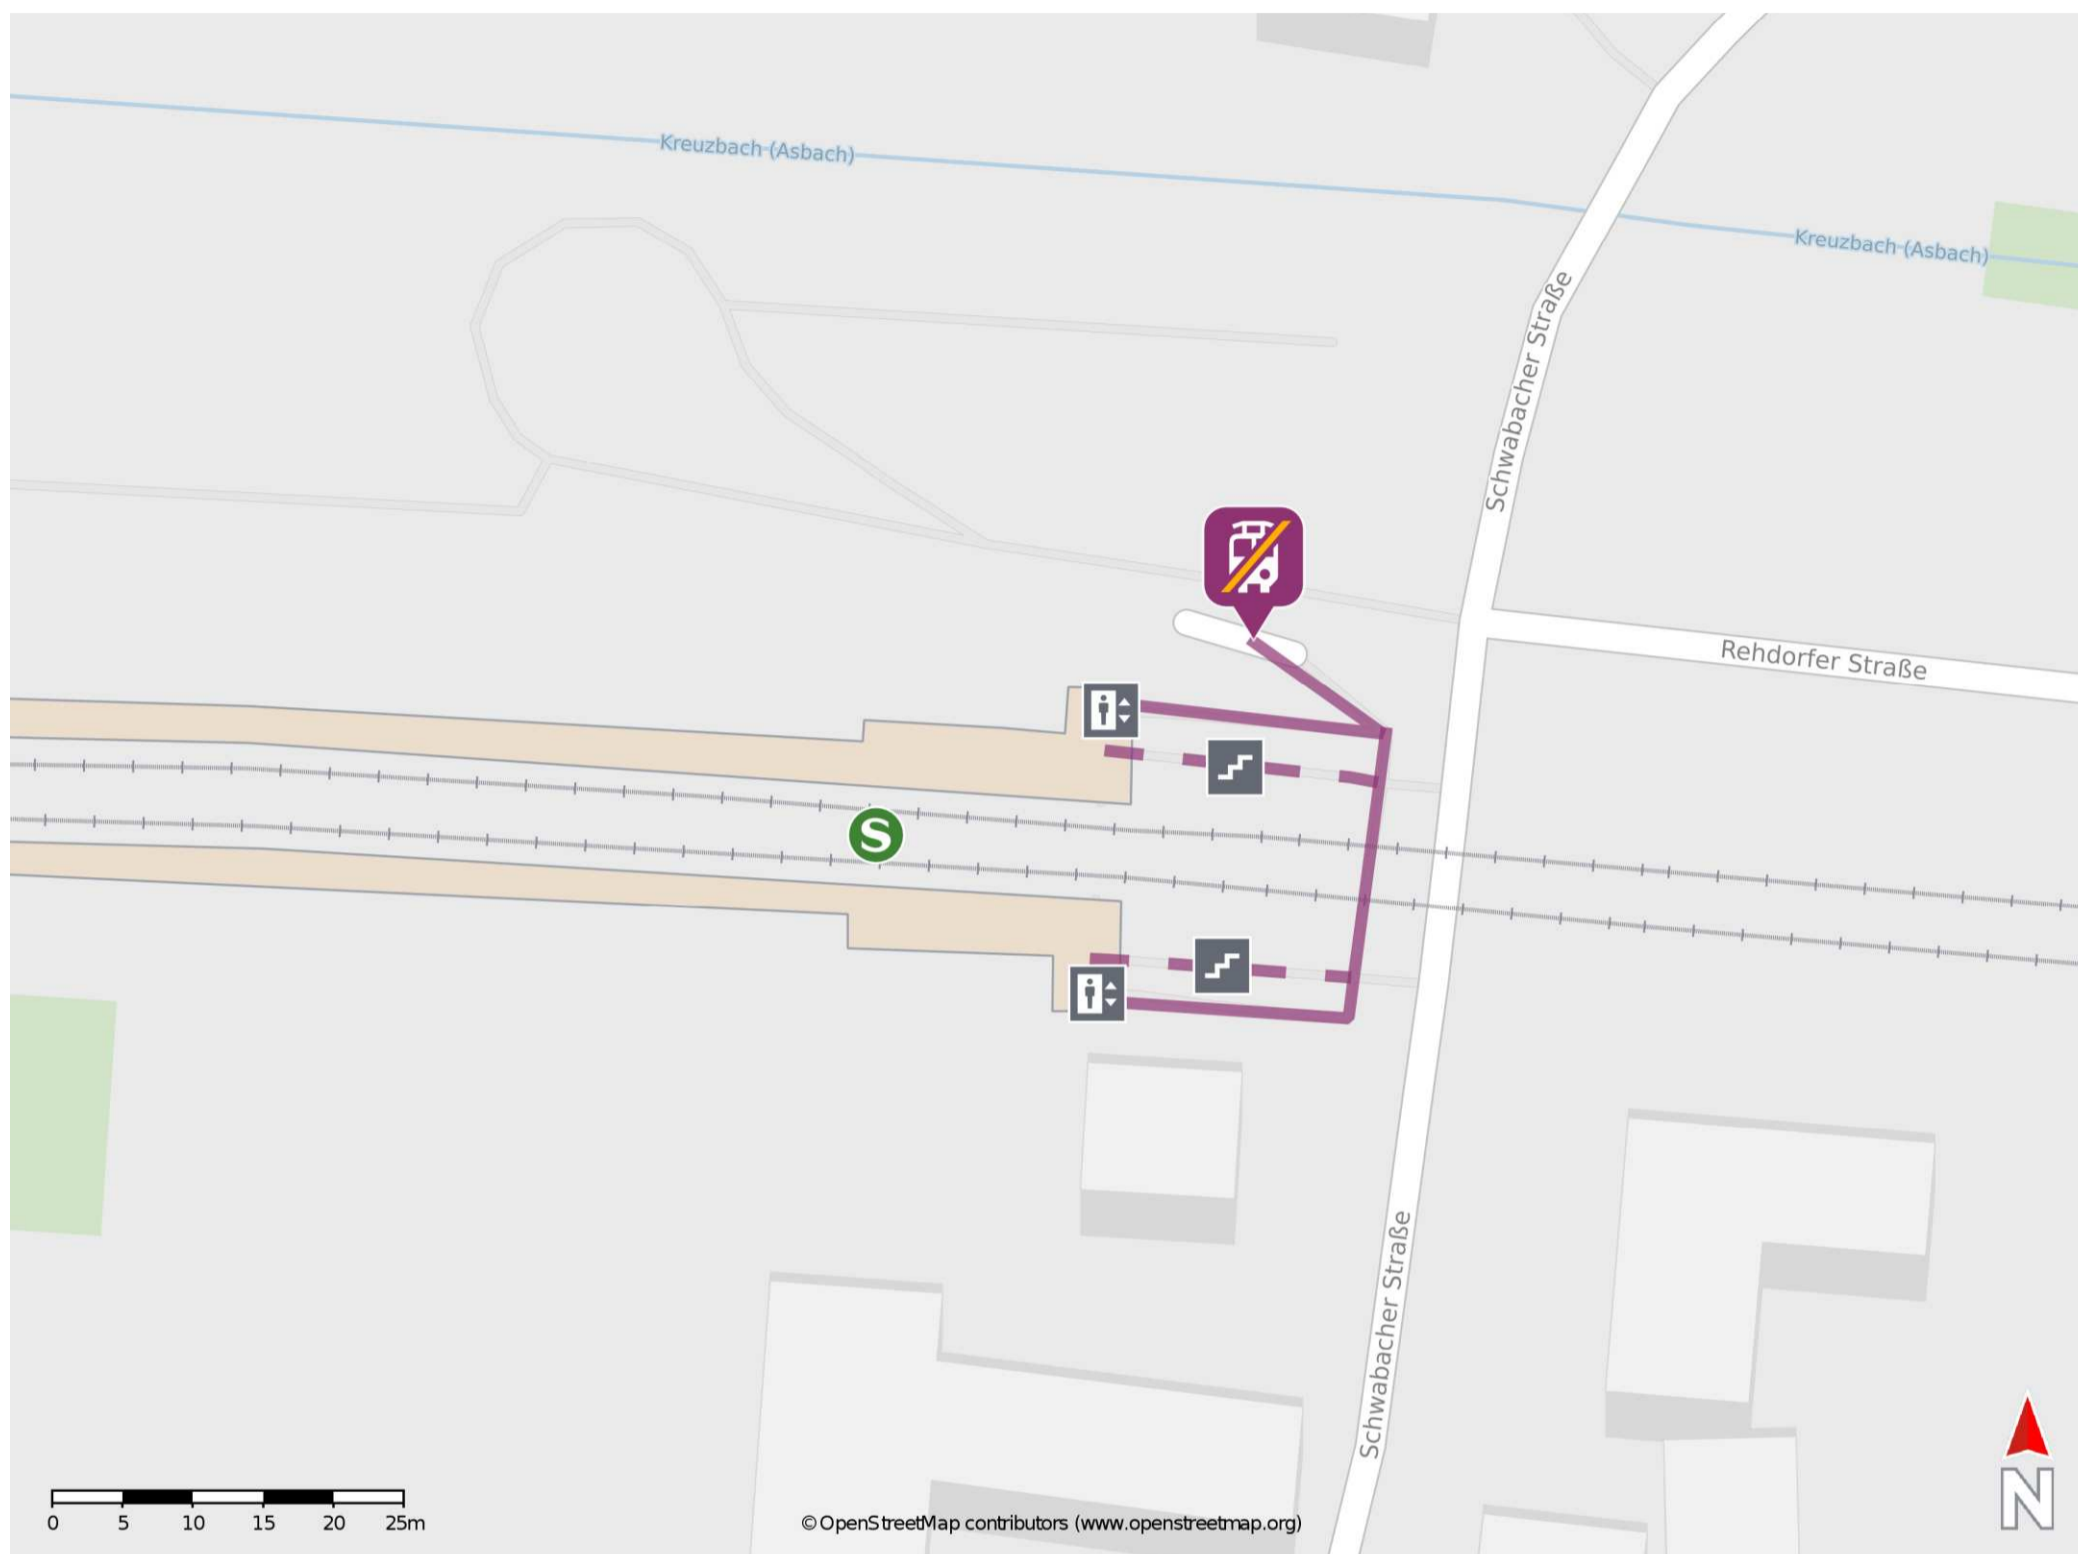 Kreuzbach (Asbach)
Kreuzbach (Asbach)
Schwabacher Straße
Rehdorfer Straße
S
Schwabacher Straße
0 5 10 15 20 25m
© OpenStreetMap contributors (www.openstreetmap.org)
N